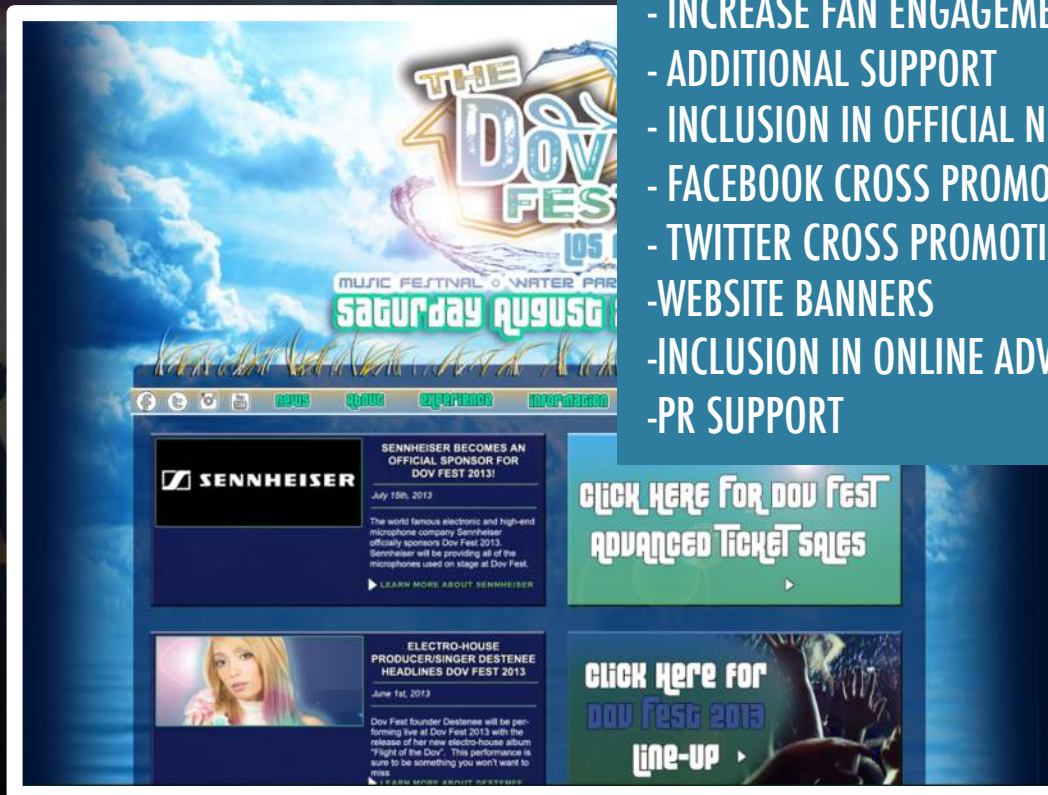 - INCREASE FAN ENGAGEME
- ADDITIONAL SUPPORT
- INCLUSION IN OFFICIAL N
- FACEBOOK CROSS PROMO
- TWITTER CROSS PROMOTI
-WEBSITE BANNERS
-INCLUSION IN ONLINE ADV
-PR SUPPORT
THE
DOV
FEST
LOS
MUSIC FESTIVAL WATER PAR
Saturday August
news about experience information
SENNHEISER
SENNHEISER BECOMES AN
OFFICIAL SPONSOR FOR
DOV FEST 2013!
July 15th, 2013
The world famous electronic and high-end
microphone company Sennheiser
officially sponsors Dov Fest 2013.
Sennheiser will be providing all of the
microphones used on stage at Dov Fest.
LEARN MORE ABOUT SENNHEISER
CLICK HERE FOR DOV FEST
ADVANCED TICKET SALES
ELECTRO-HOUSE
PRODUCER/SINGER DESTENEE
HEADLINES DOV FEST 2013
June 1st, 2013
Dov Fest founder Destenee will be per-
forming live at Dov Fest 2013 with the
release of her new electro-house album
"Flight of the Dov". This performance is
sure to be something you won't want to
miss
LEARN MORE ABOUT DESTENEE
CLICK HERE FOR
DOV FEST 2013
LINE-UP